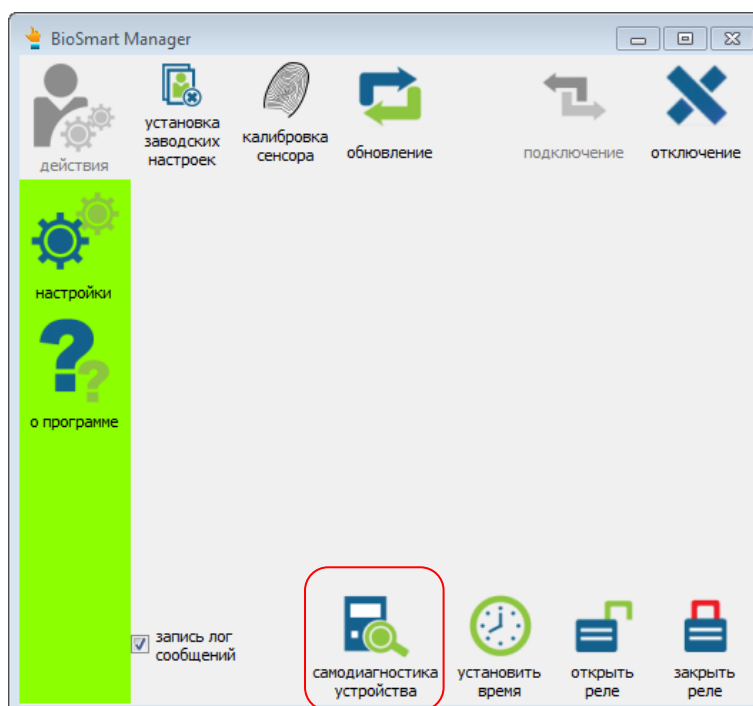 BioSmart Manager
действия
установка
заводских
настроек
калибровка
сенсора
обновление
подключение
отключение
настройки
о программе
запись лог
сообщений
самодиагностика
устройства
установить
время
открыть
реле
закрыть
реле